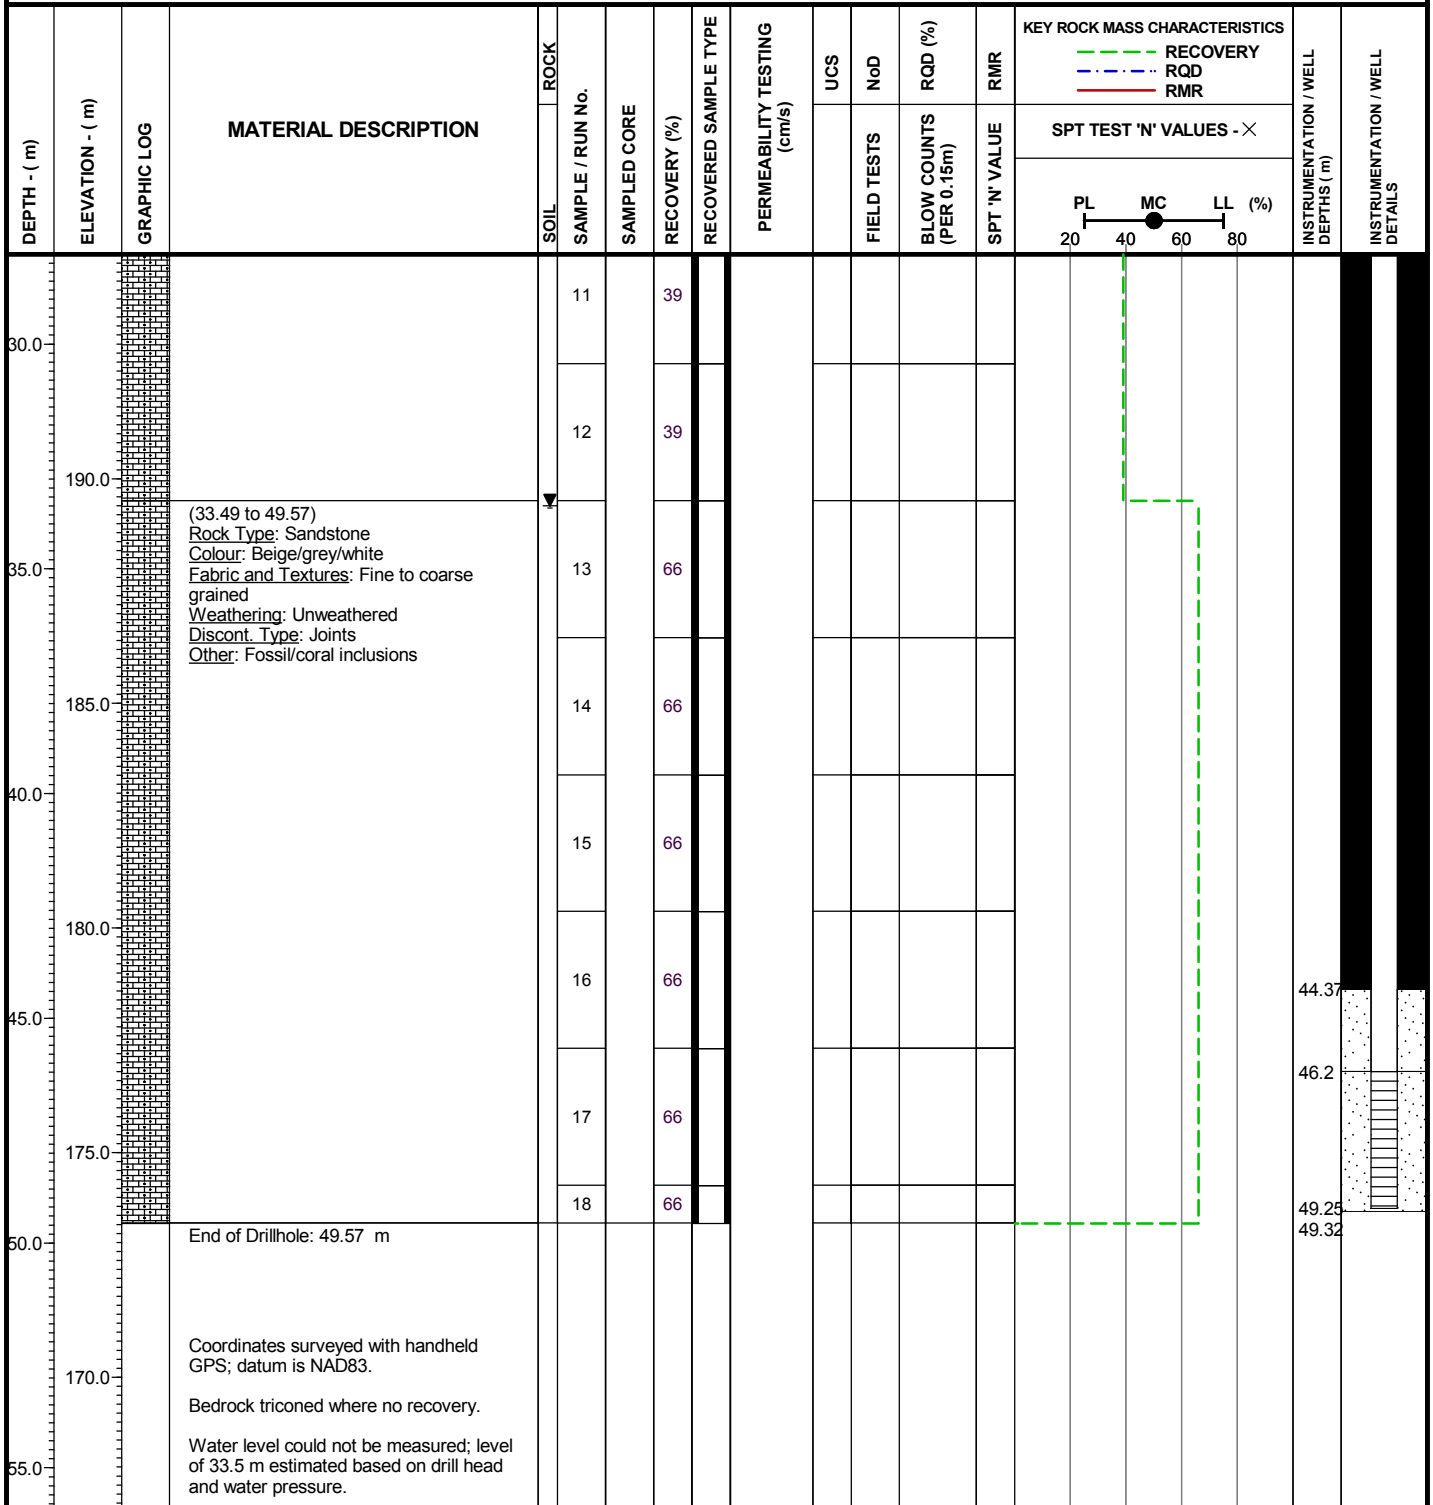 DEPTH - ( m)
ELEVATION - ( m)
GRAPHIC LOG
MATERIAL DESCRIPTION
SOIL
ROCK
SAMPLE / RUN No.
SAMPLED CORE
RECOVERY (%)
RECOVERED SAMPLE TYPE
PERMEABILITY TESTING
(cm/s)
UCS
NoD
FIELD TESTS
RQD (%)
BLOW COUNTS
(PER 0.15m)
RMR
SPT 'N' VALUE
KEY ROCK MASS CHARACTERISTICS
RECOVERY
RQD
RMR
SPT TEST 'N' VALUES - ✕
PL MC LL (%)
20 40 60 80
INSTRUMENTATION / WELL
DEPTHS ( m)
INSTRUMENTATION / WELL
DETAILS
11 39
30.0
12 39
190.0
(33.49 to 49.57)
Rock Type: Sandstone
Colour: Beige/grey/white
Fabric and Textures: Fine to coarse
grained
Weathering: Unweathered
Discont. Type: Joints
Other: Fossil/coral inclusions
35.0
13 66
185.0
14 66
40.0
15 66
180.0
16 66
44.37
45.0
46.2
17 66
175.0
18 66
49.25
49.32
End of Drillhole: 49.57 m
50.0
Coordinates surveyed with handheld
GPS; datum is NAD83.
170.0
Bedrock triconed where no recovery.
Water level could not be measured; level
of 33.5 m estimated based on drill head
and water pressure.
55.0